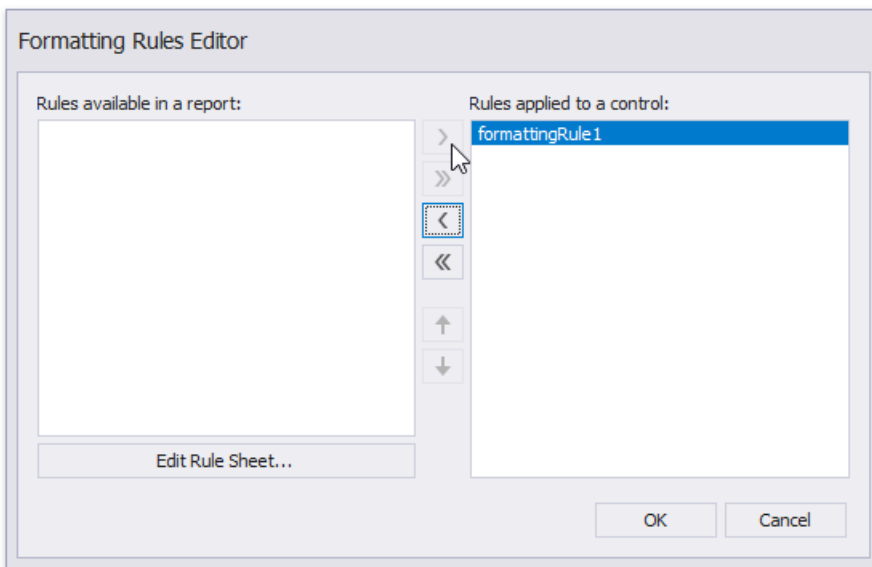 Formatting Rules Editor
Rules available in a report:
Rules applied to a control:
formattingRule1
Edit Rule Sheet...
OK
Cancel